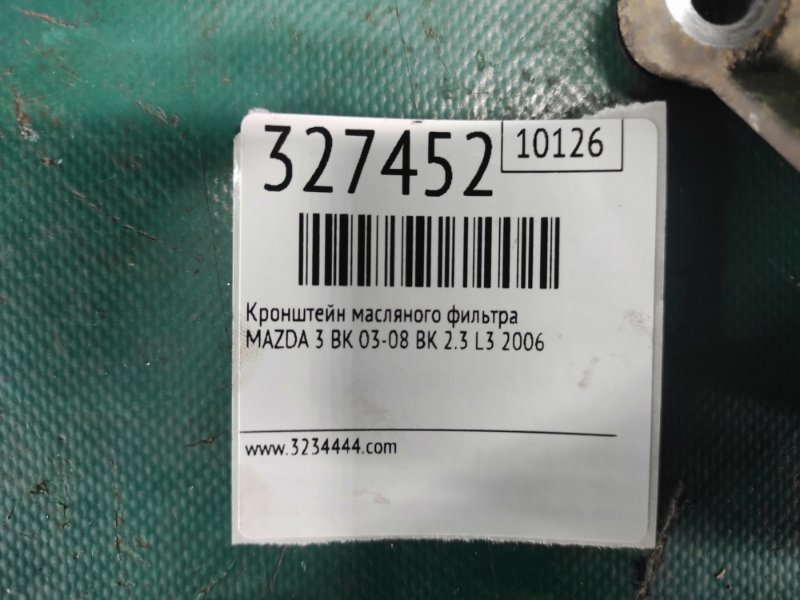 327452
10126
Кронштейн масляного фильтра
MAZDA 3 BK 03-08 BK 2.3 L3 2006
www.3234444.com